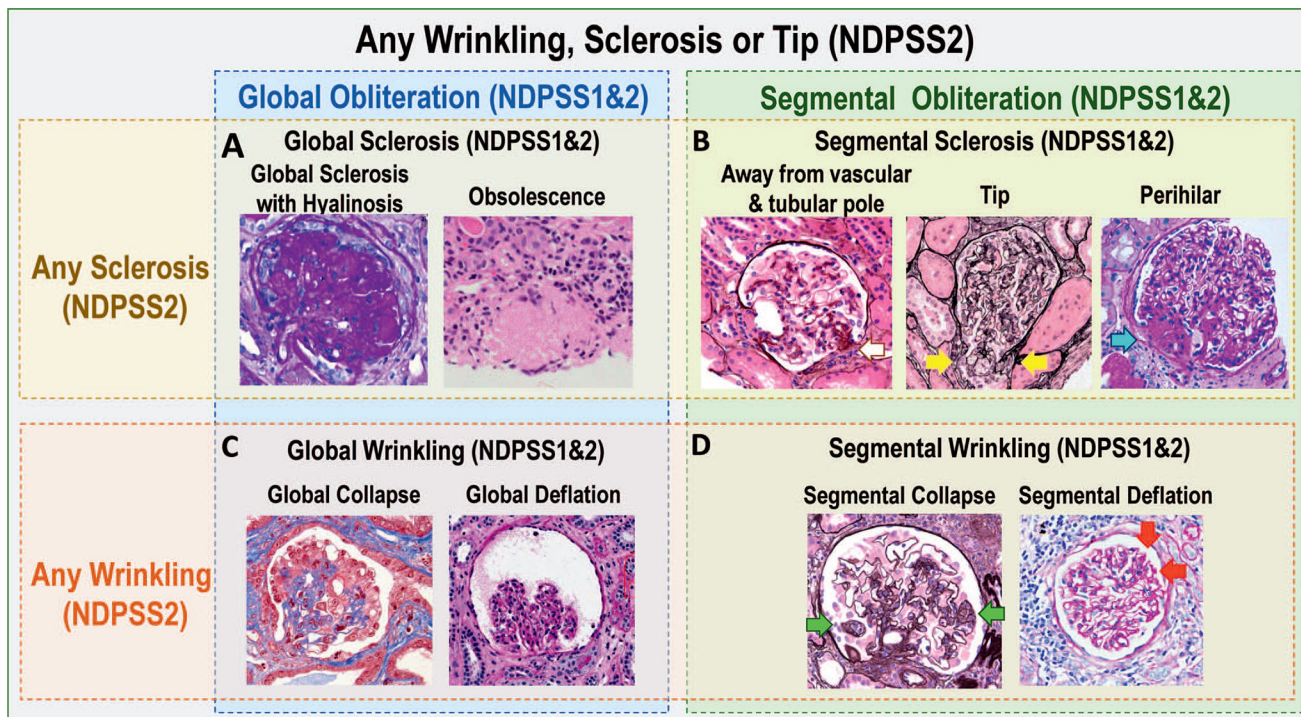 Any Wrinkling, Sclerosis or Tip (NDPSS2)
Global Obliteration (NDPSS1&2)
Segmental Obliteration (NDPSS1&2)
Any Sclerosis
(NDPSS2)
A
Global Sclerosis (NDPSS1&2)
Global Sclerosis
with Hyalinosis
Obsolescence
B
Segmental Sclerosis (NDPSS1&2)
Away from vascular
& tubular pole
Tip
Perihilar
Any Wrinkling
(NDPSS2)
C
Global Wrinkling (NDPSS1&2)
Global Collapse
Global Deflation
D
Segmental Wrinkling (NDPSS1&2)
Segmental Collapse
Segmental Deflation